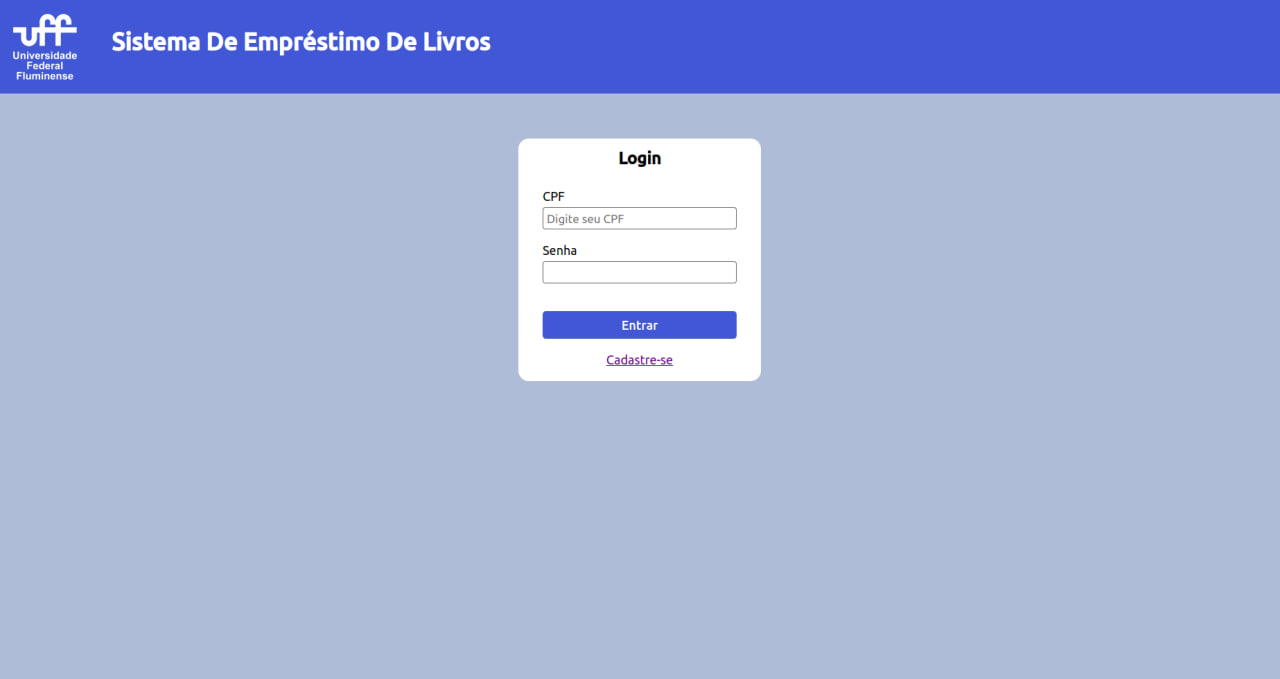 uff
Universidade
Federal
Fluminense
Sistema De Empréstimo De Livros
Login
CPF
Digite seu CPF
Senha
Entrar
Cadastre-se